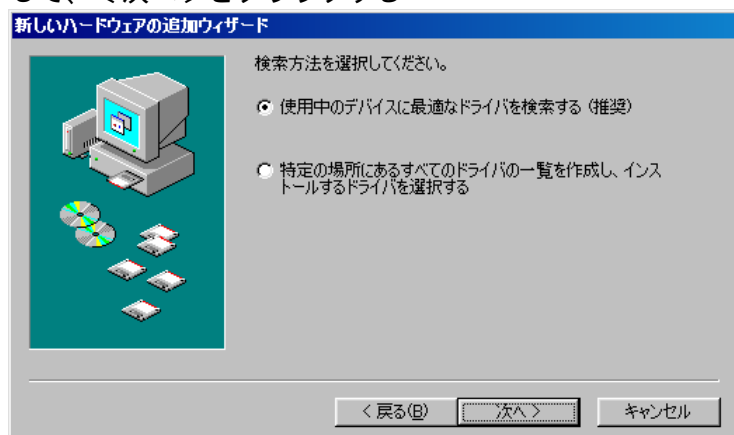 新しいハードウェアの追加ウィザード
検索方法を選択してください。
使用中のデバイスに最適なドライバを検索する (推奨)
特定の場所にあるすべてのドライバの一覧を作成し、インス
トールするドライバを選択する
< 戻る(B)
次へ >
キャンセル